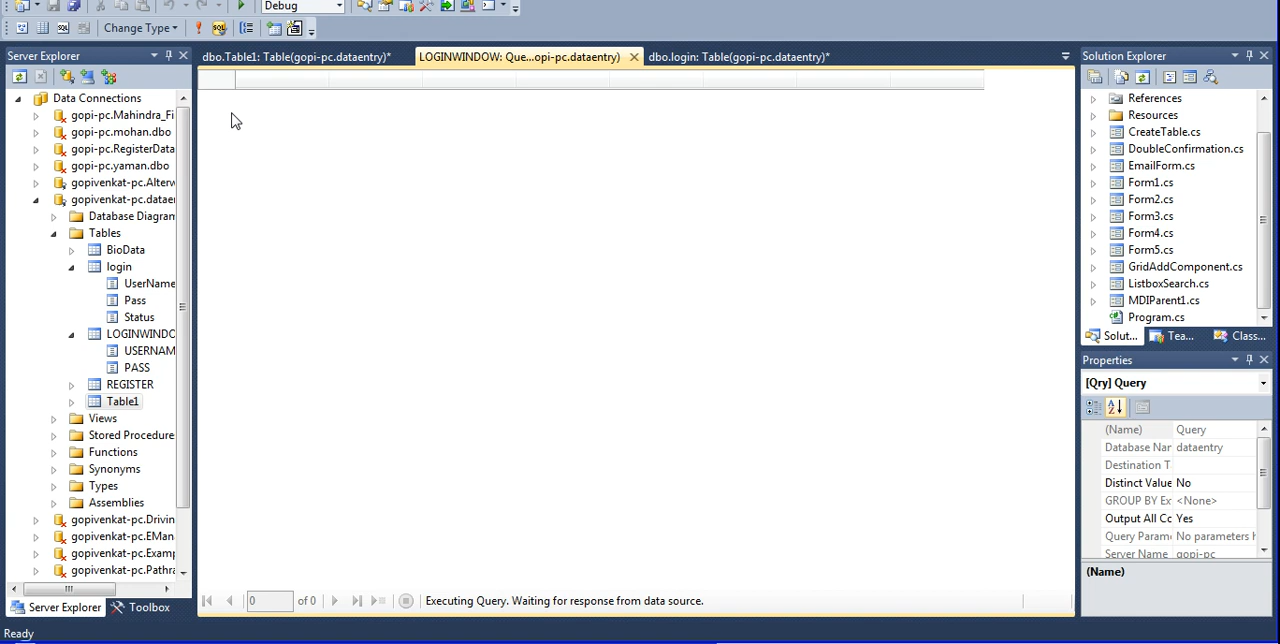 Debug
Change Type
Server Explorer
Data Connections
gopi-pc.Mahindra_Fi
gopi-pc.mohan.dbo
gopi-pc.RegisterData
gopi-pc.yaman.dbo
gopivenkat-pc.Alterw
gopivenkat-pc.dataer
Database Diagram
Tables
BioData
login
UserName
Pass
Status
LOGINWINDO
USERNAM
PASS
REGISTER
Table1
Views
Stored Procedure
Functions
Synonyms
Types
Assemblies
gopivenkat-pc.Drivin
gopivenkat-pc.EMan
gopivenkat-pc.Examp
gopivenkat-pc.Pathra
Server Explorer
Toolbox
Ready
dbo.Table1: Table(gopi-pc.dataentry)*
LOGINWINDOW: Que...opi-pc.dataentry)
dbo.login: Table(gopi-pc.dataentry)*
0 of 0
Executing Query. Waiting for response from data source.
Solution Explorer
References
Resources
CreateTable.cs
DoubleConfirmation.cs
EmailForm.cs
Form1.cs
Form2.cs
Form3.cs
Form4.cs
Form5.cs
GridAddComponent.cs
ListboxSearch.cs
MDIParent1.cs
Program.cs
Solut...
Tea...
Class...
Properties
[Qry] Query
(Name) Query
Database Nar dataentry
Destination T
Distinct Value No
GROUP BY Ex <None>
Output All Cc Yes
Query Param No parameters h
Server Name gopi-pc
(Name)